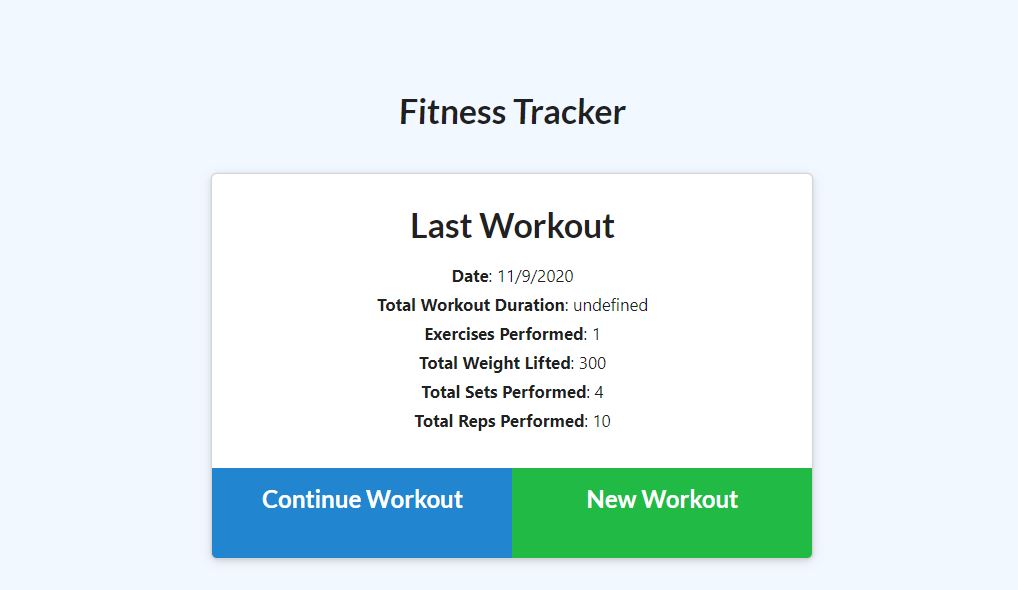 Fitness Tracker
Last Workout
Date: 11/9/2020
Total Workout Duration: undefined
Exercises Performed: 1
Total Weight Lifted: 300
Total Sets Performed: 4
Total Reps Performed: 10
Continue Workout New Workout